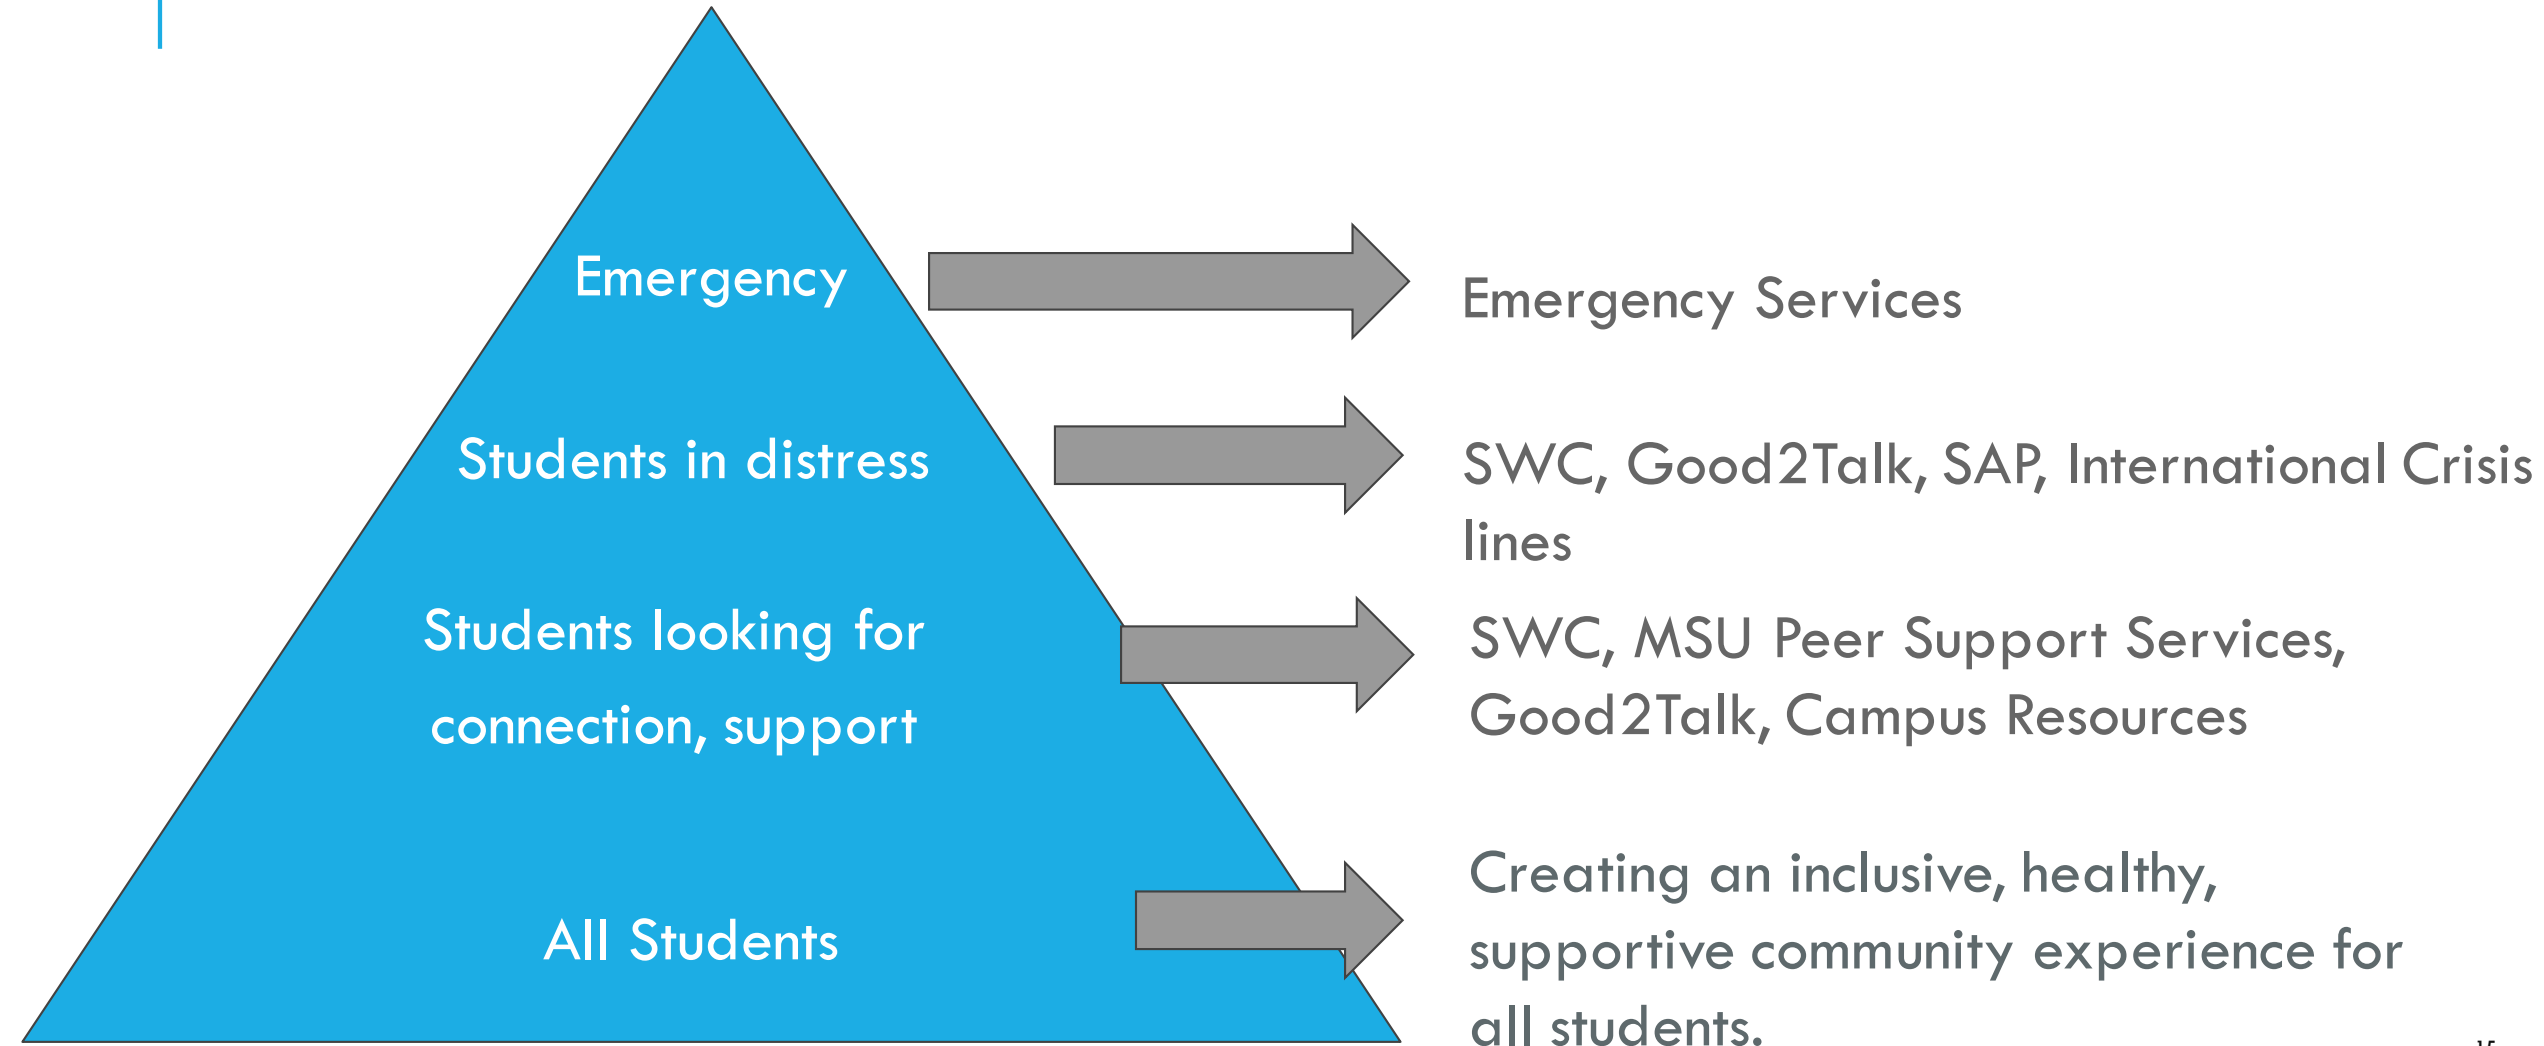 Emergency
Emergency Services
Students in distress
SWC, Good2Talk, SAP, International Crisis
lines
Students looking for
connection, support
SWC, MSU Peer Support Services,
Good2Talk, Campus Resources
All Students
Creating an inclusive, healthy,
supportive community experience for
all students.